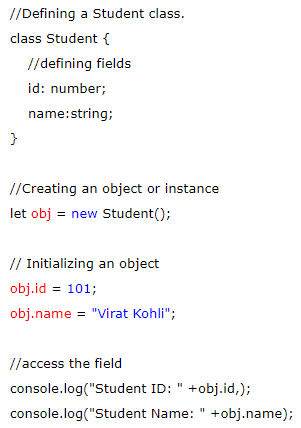 //Defining a Student class.
class Student {
//defining fields
id: number;
name:string;
}
//Creating an object or instance
let obj = new Student();
// Initializing an object
obj.id = 101;
obj.name = "Virat Kohli";
//access the field
console.log("Student ID: " +obj.id,);
console.log("Student Name: " +obj.name);